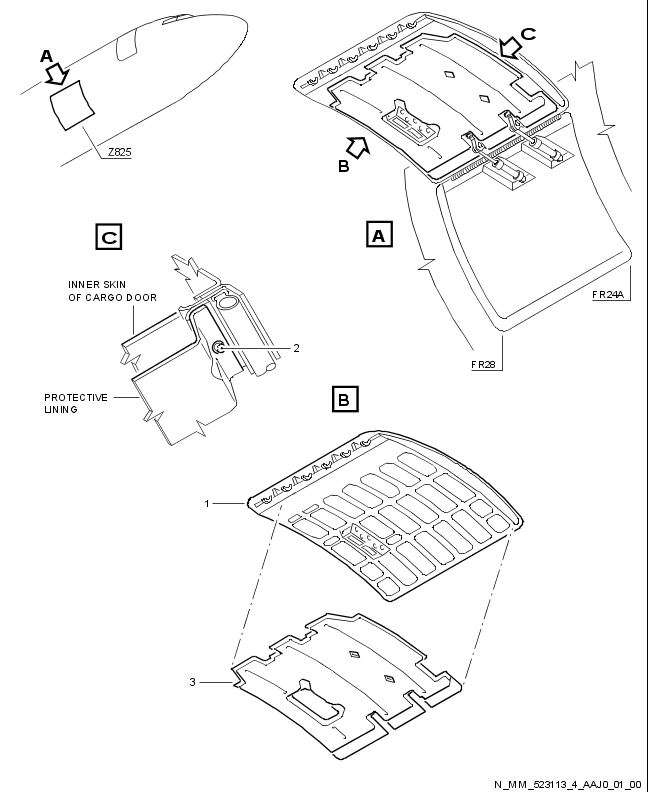 A
Z825
C
B
A
FR24A
FR28
C
INNER SKIN
OF CARGO DOOR
2
PROTECTIVE
LINING
B
1
3
N_MM_523113_4_AAJ0_01_00